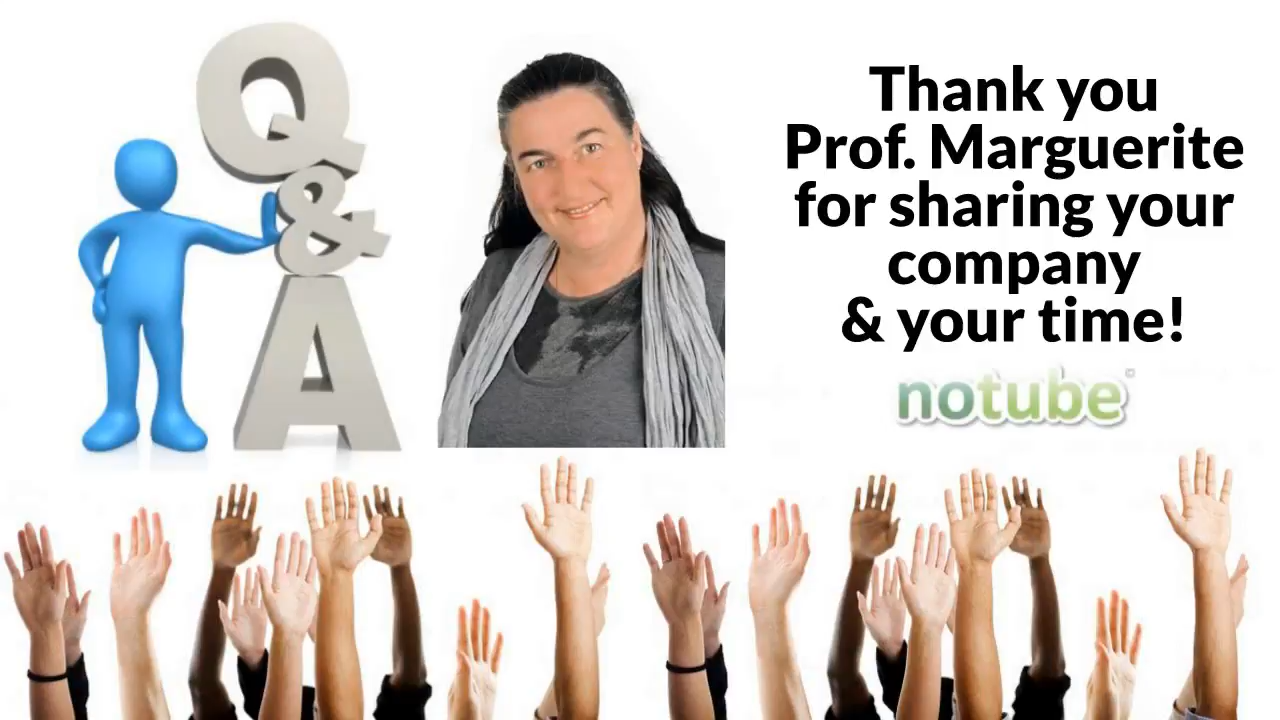 Q
&
A
Thank you
Prof. Marguerite
for sharing your
company
& your time!
notube©